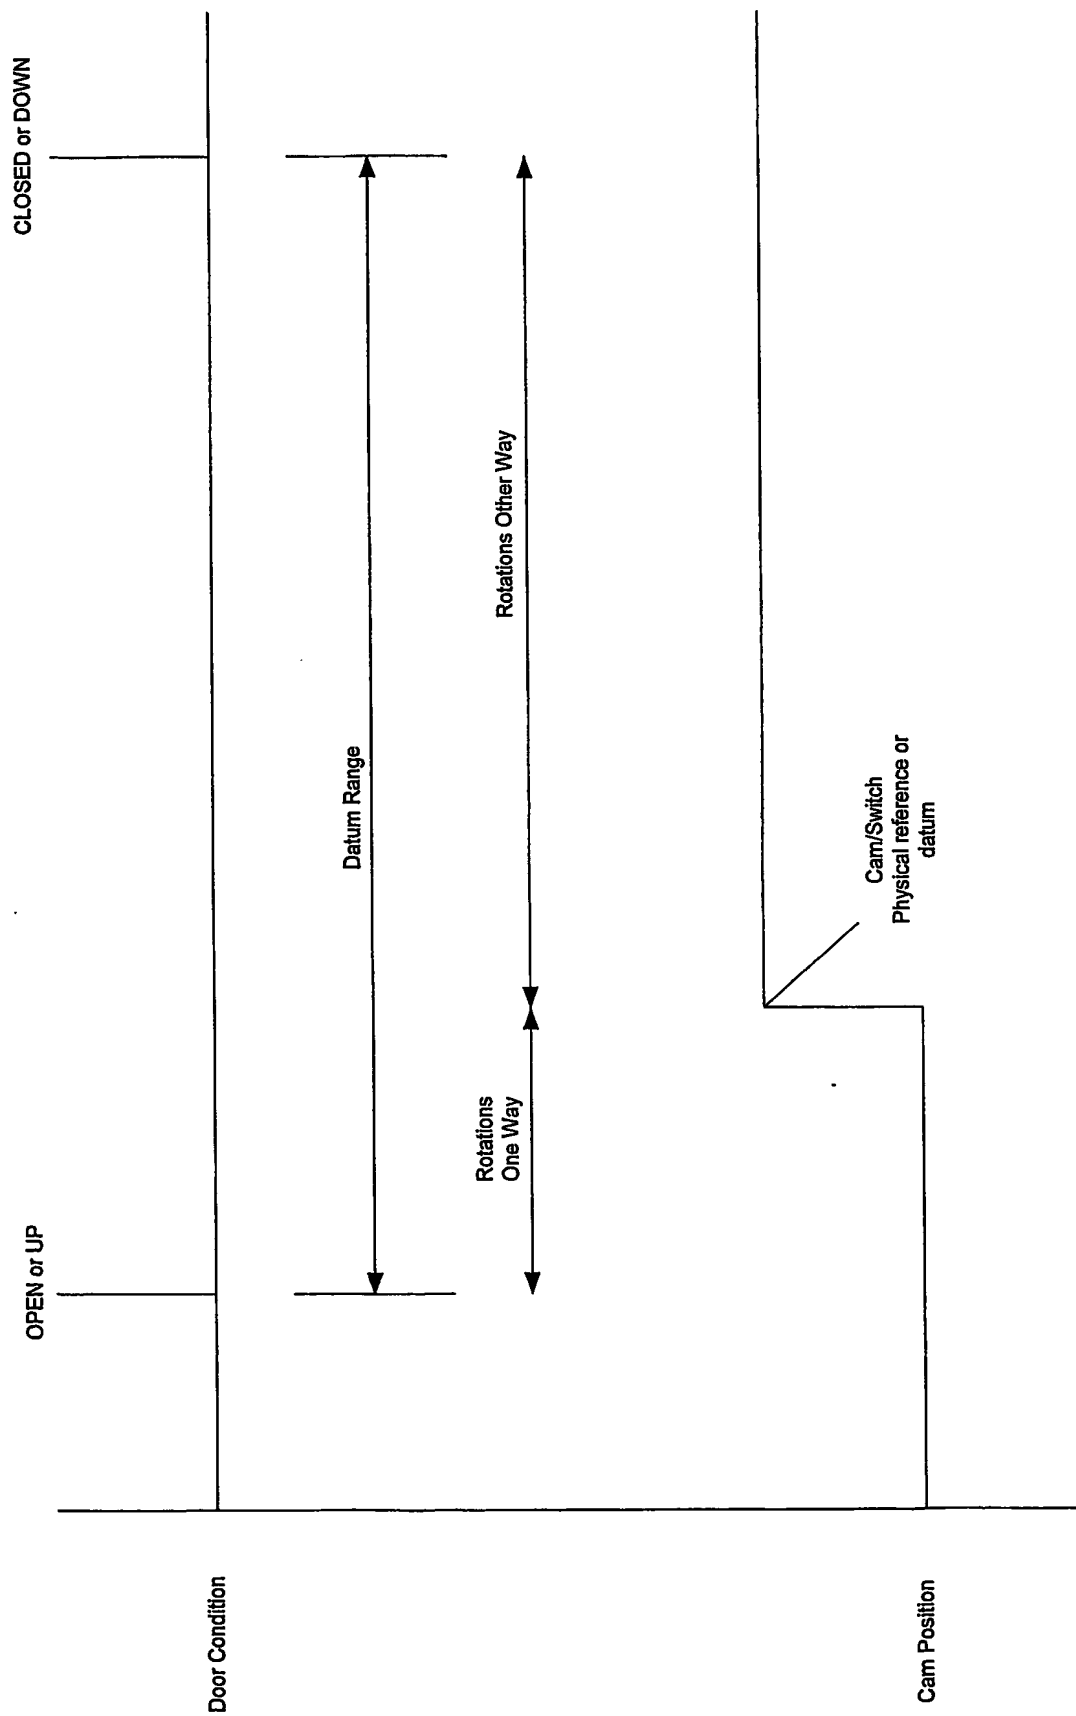 OPEN or UP
CLOSED or DOWN
Door Condition
Datum Range
Rotations
One Way
Rotations Other Way
Cam/Switch
Physical reference or
datum
Cam Position